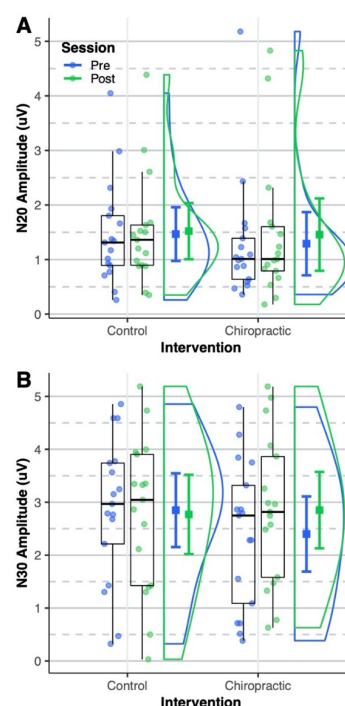 A
Session
Pre
Post
N20 Amplitude (uV)
5
4
3
2
1
0
Control
Chiropractic
Intervention
B
N30 Amplitude (uV)
5
4
3
2
1
0
Control
Chiropractic
Intervention